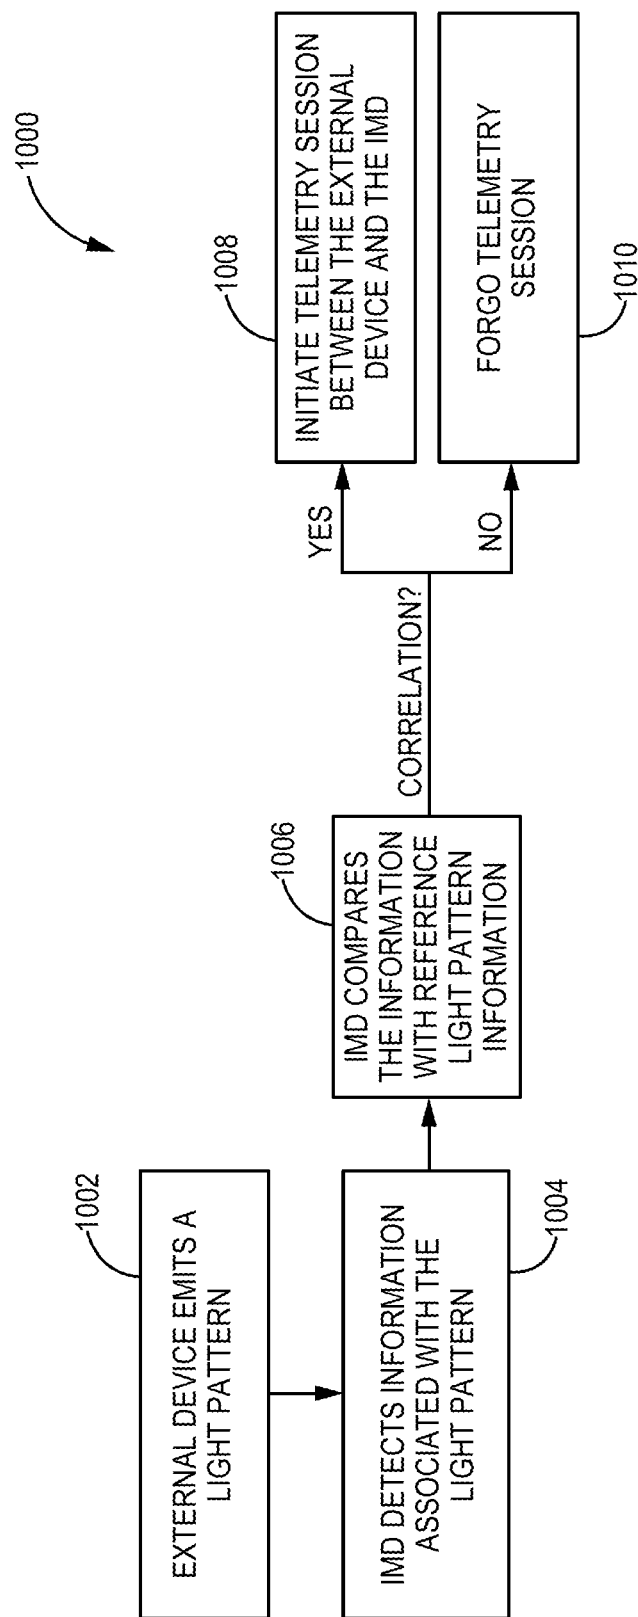 1000
1002
EXTERNAL DEVICE EMITS A
LIGHT PATTERN
IMD DETECTS INFORMATION
ASSOCIATED WITH THE
LIGHT PATTERN
1004
1006
IMD COMPARES
THE INFORMATION
WITH REFERENCE
LIGHT PATTERN
INFORMATION
CORRELATION?
YES
NO
1008
INITIATE TELEMETRY SESSION
BETWEEN THE EXTERNAL
DEVICE AND THE IMD
FORGO TELEMETRY
SESSION
1010